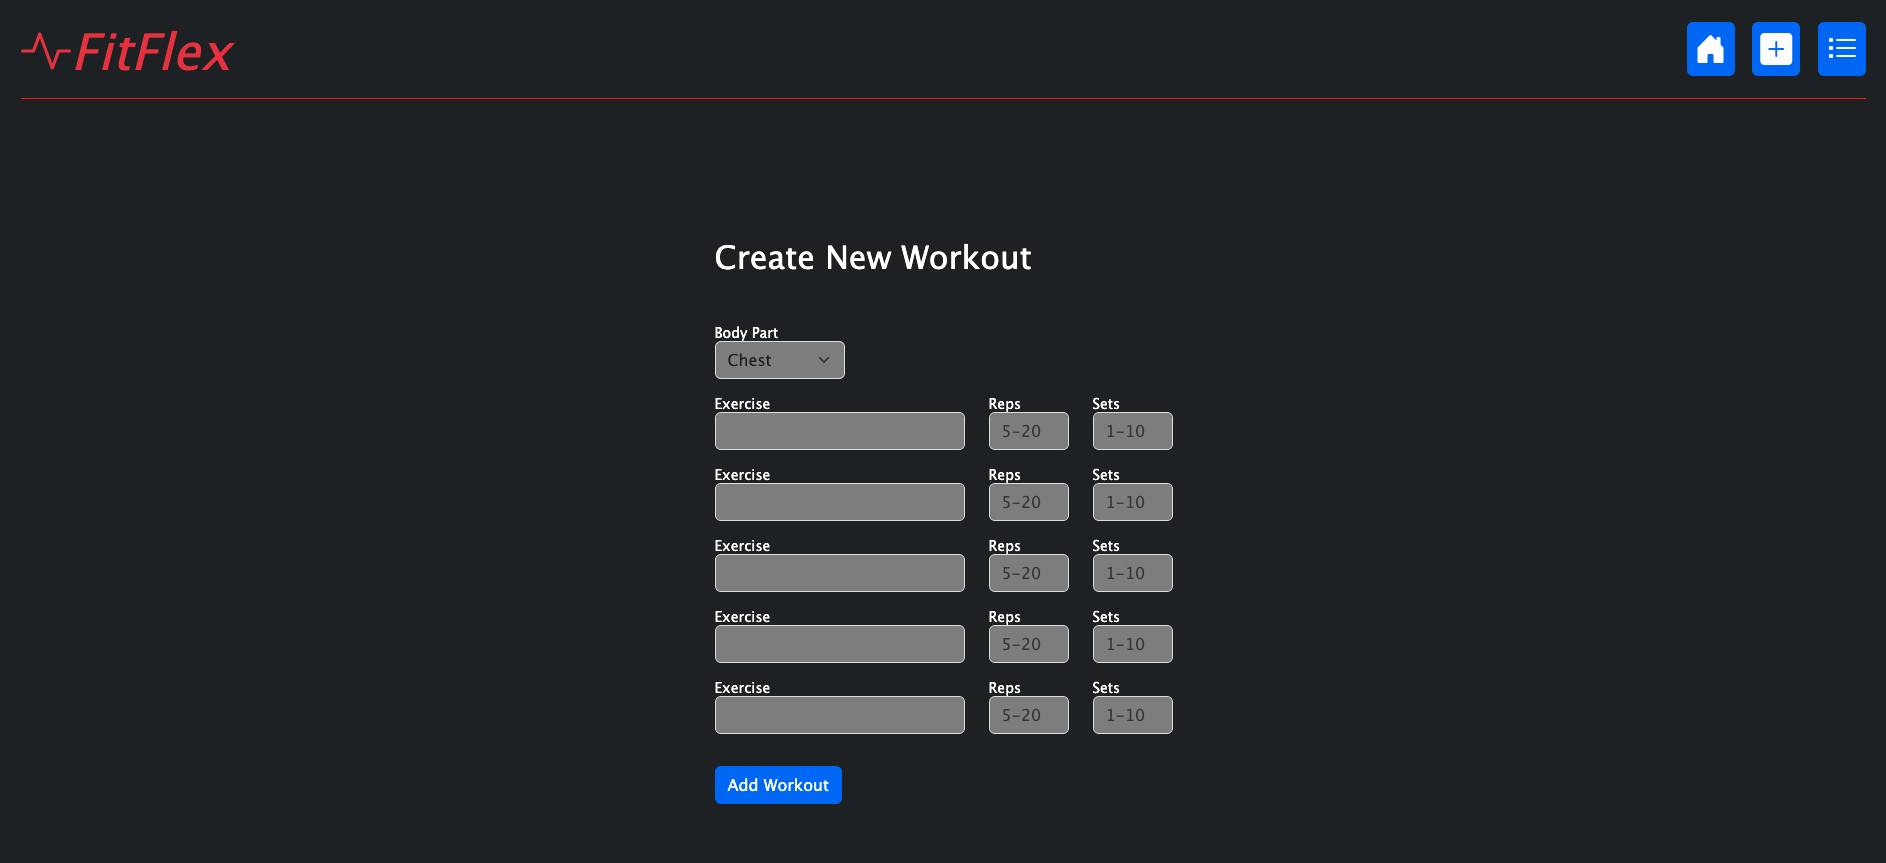 FitFlex
Create New Workout
Body Part
Chest
Exercise Reps Sets
5-20 1-10
Exercise Reps Sets
5-20 1-10
Exercise Reps Sets
5-20 1-10
Exercise Reps Sets
5-20 1-10
Exercise Reps Sets
5-20 1-10
Add Workout